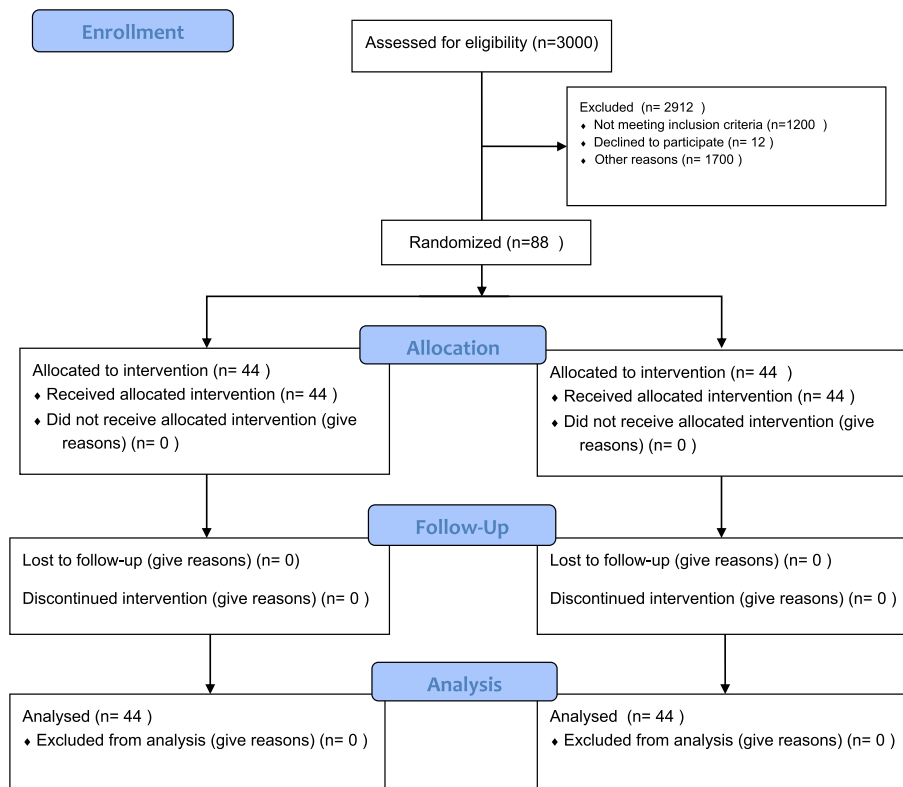 Enrollment
Assessed for eligibility (n=3000)
Excluded (n= 2912 )
♦ Not meeting inclusion criteria (n=1200 )
♦ Declined to participate (n= 12 )
♦ Other reasons (n= 1700 )
Randomized (n=88 )
Allocation
Allocated to intervention (n= 44 )
♦ Received allocated intervention (n= 44 )
♦ Did not receive allocated intervention (give
reasons) (n= 0 )
Allocated to intervention (n= 44 )
♦ Received allocated intervention (n= 44 )
♦ Did not receive allocated intervention (give
reasons) (n= 0 )
Follow-Up
Lost to follow-up (give reasons) (n= 0)
Discontinued intervention (give reasons) (n= 0 )
Lost to follow-up (give reasons) (n= 0 )
Discontinued intervention (give reasons) (n= 0 )
Analysis
Analysed (n= 44 )
♦ Excluded from analysis (give reasons) (n= 0 )
Analysed (n= 44 )
♦ Excluded from analysis (give reasons) (n= 0 )